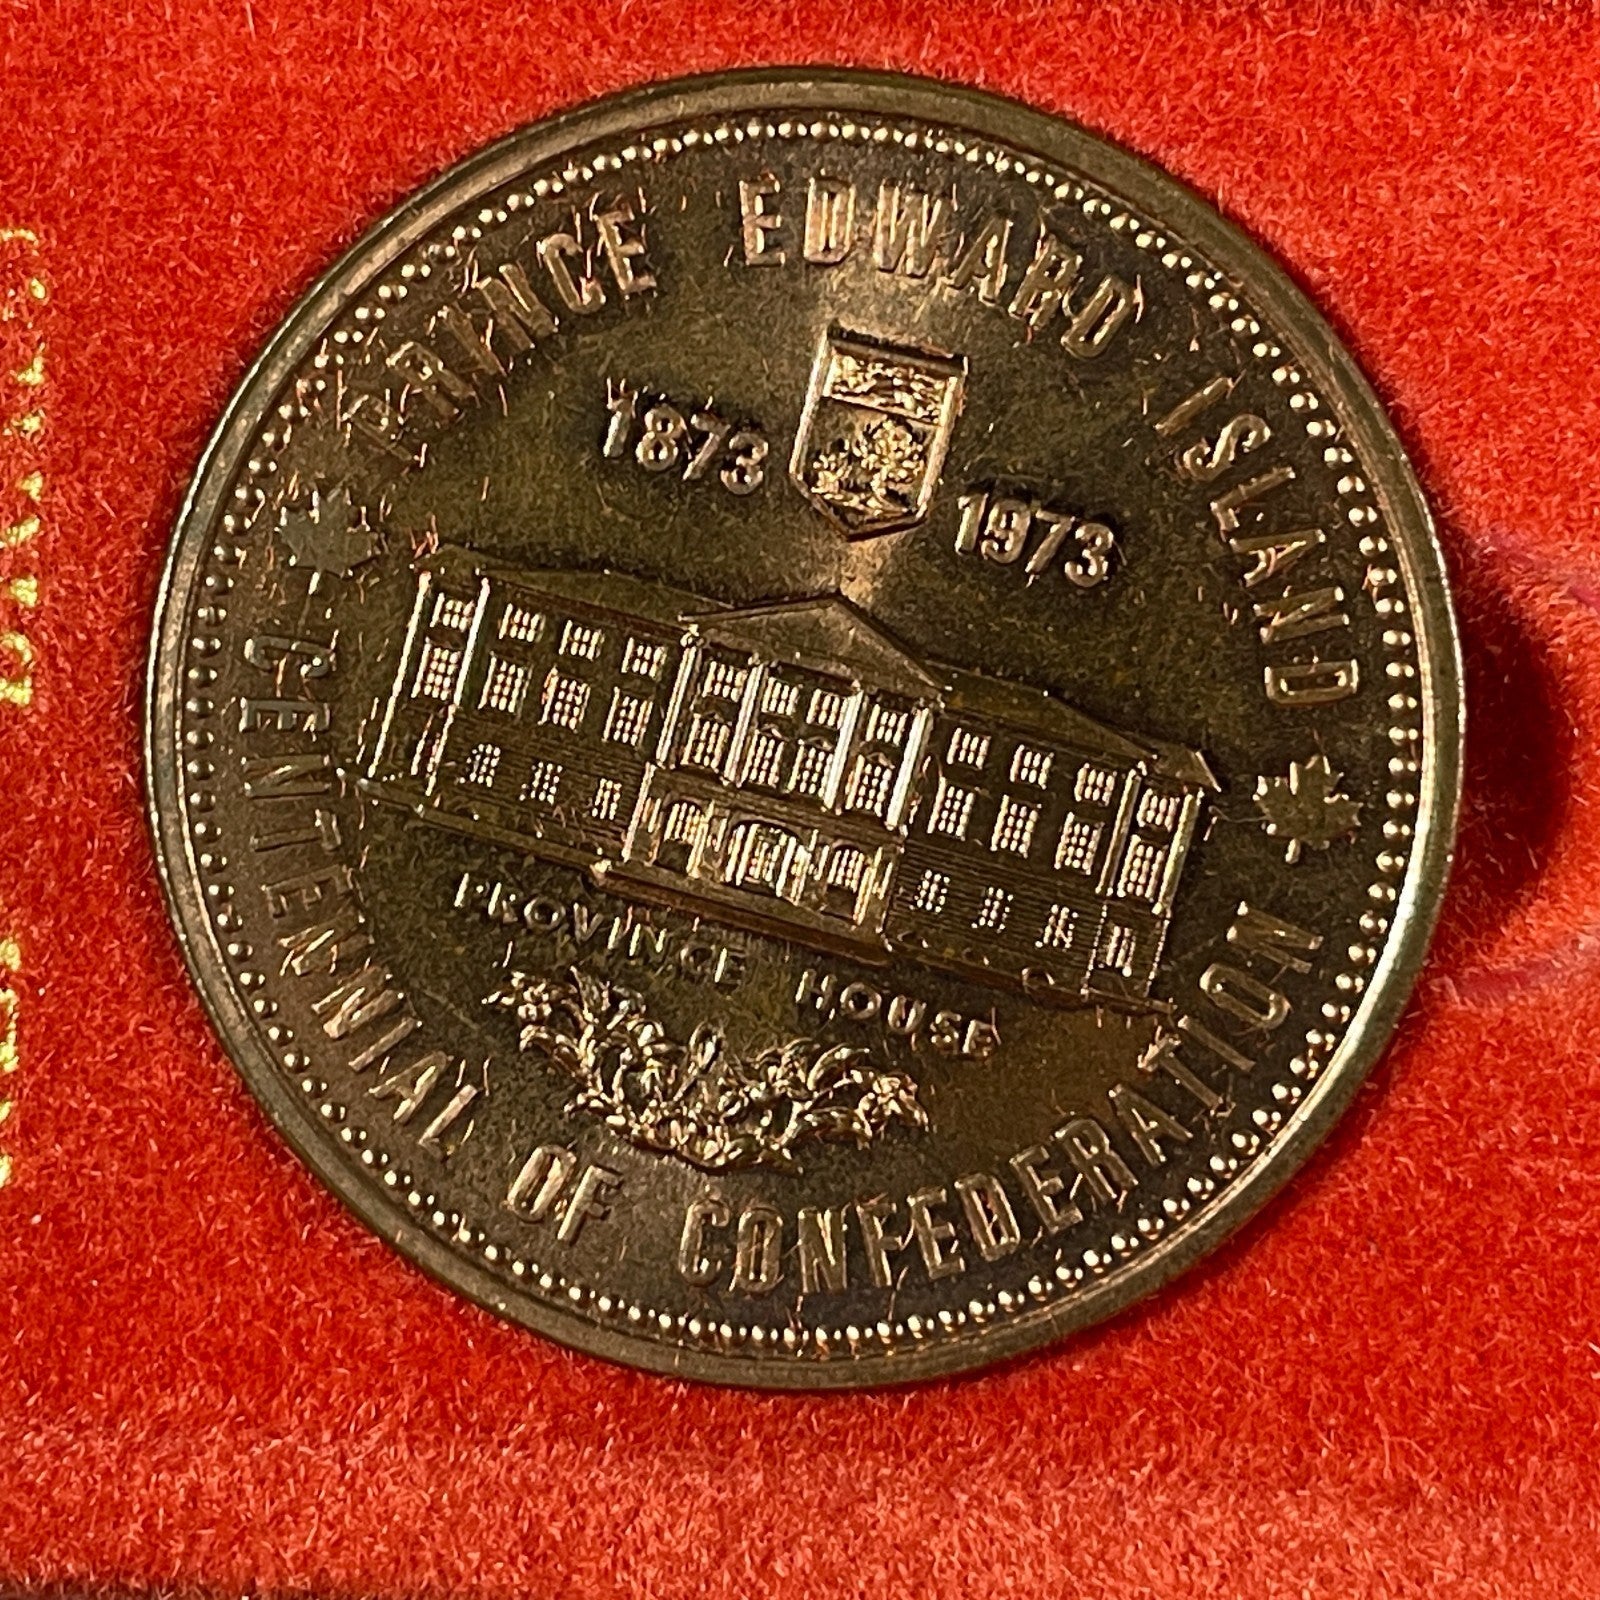 PRINCE EDWARD ISLAND
1873 1973
PROVINCE HOUSE
CENTENNIAL OF CONFEDERATION